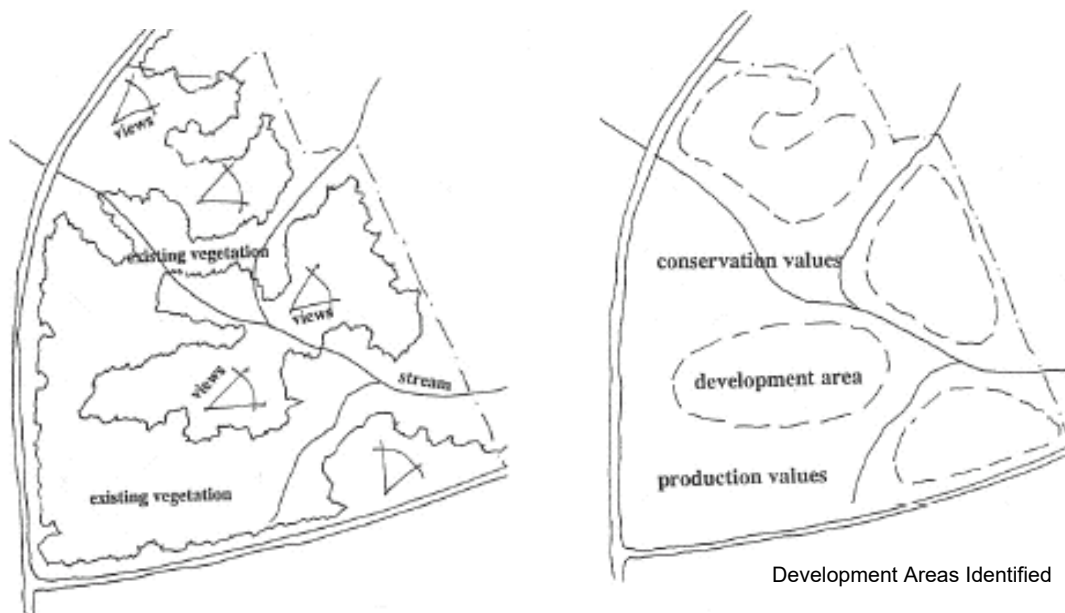 views
existing vegetation
views
views
stream
existing vegetation
conservation values
development area
production values
Development Areas Identified